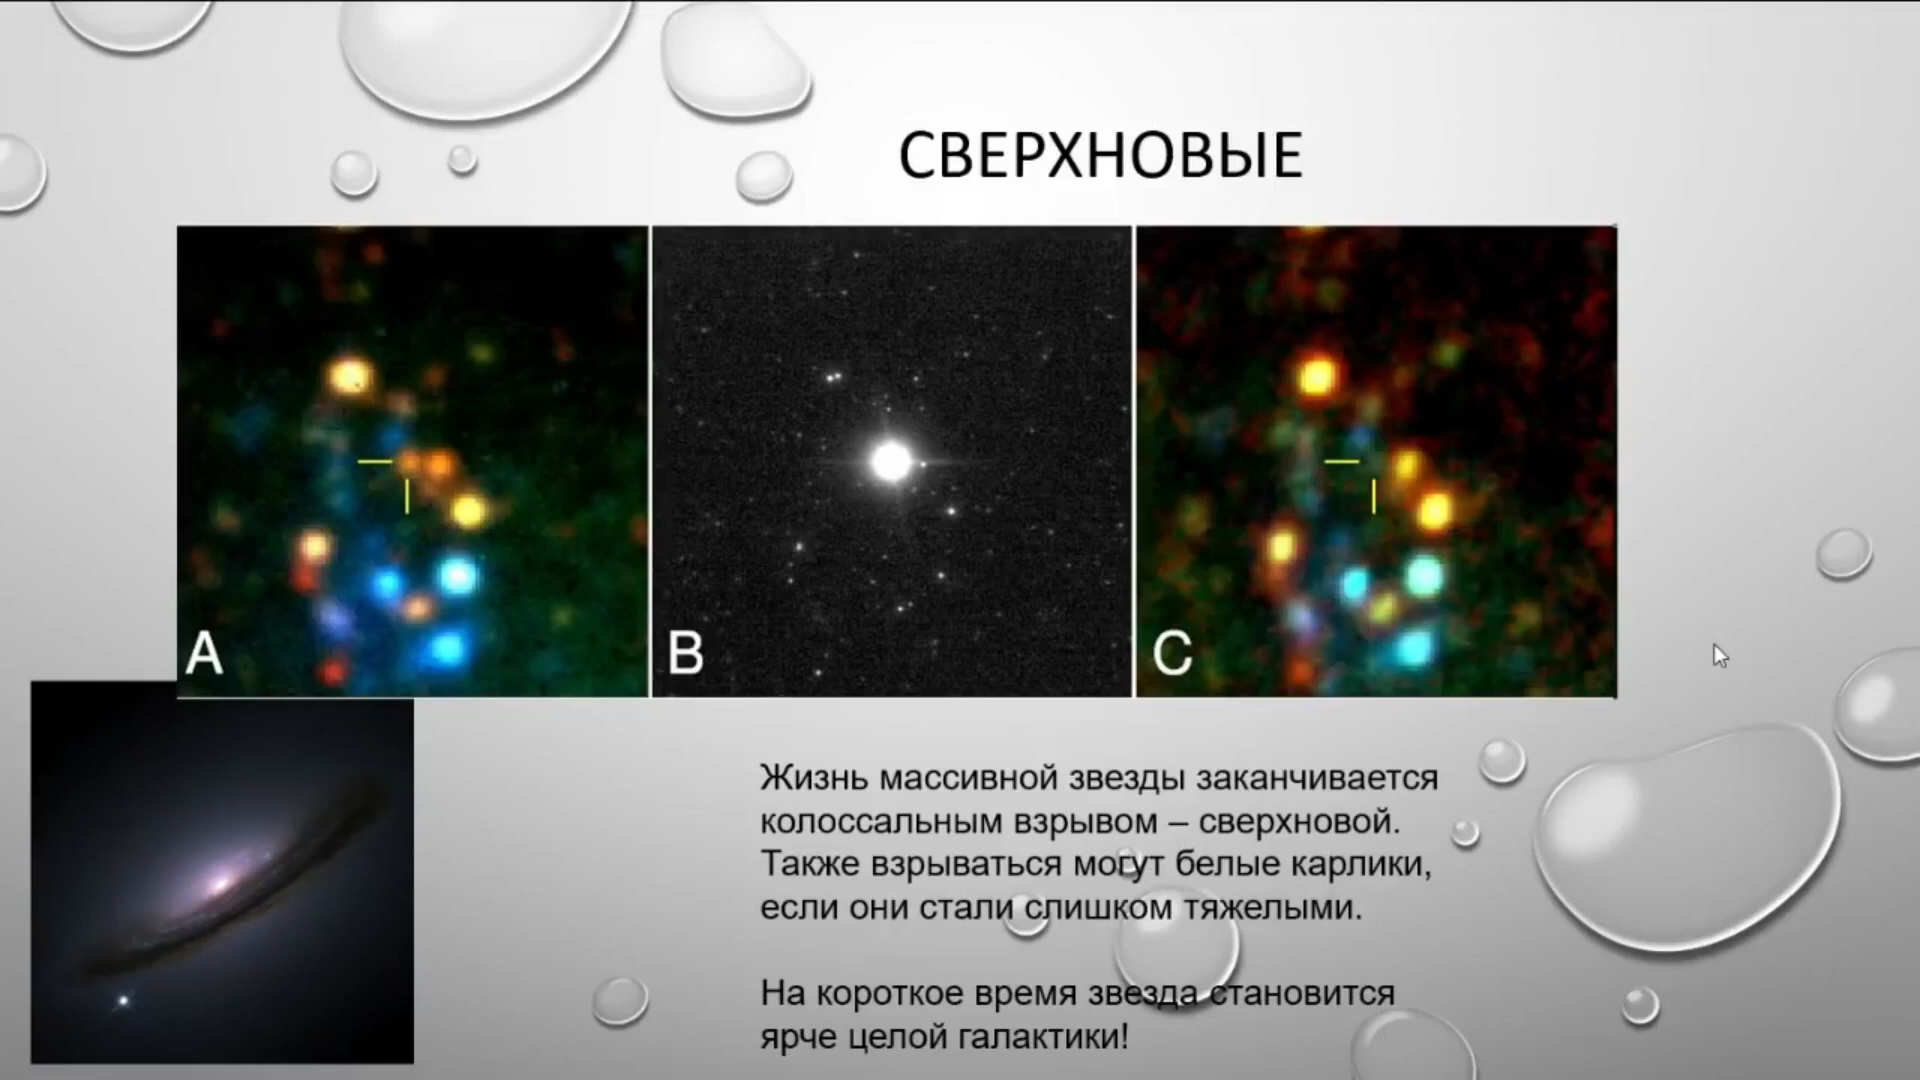 СВЕРХНОВЫЕ
A
B
C
Жизнь массивной звезды заканчивается
колоссальным взрывом – сверхновой.
Также взрываться могут белые карлики,
если они стали слишком тяжелыми.
На короткое время звезда становится
ярче целой галактики!